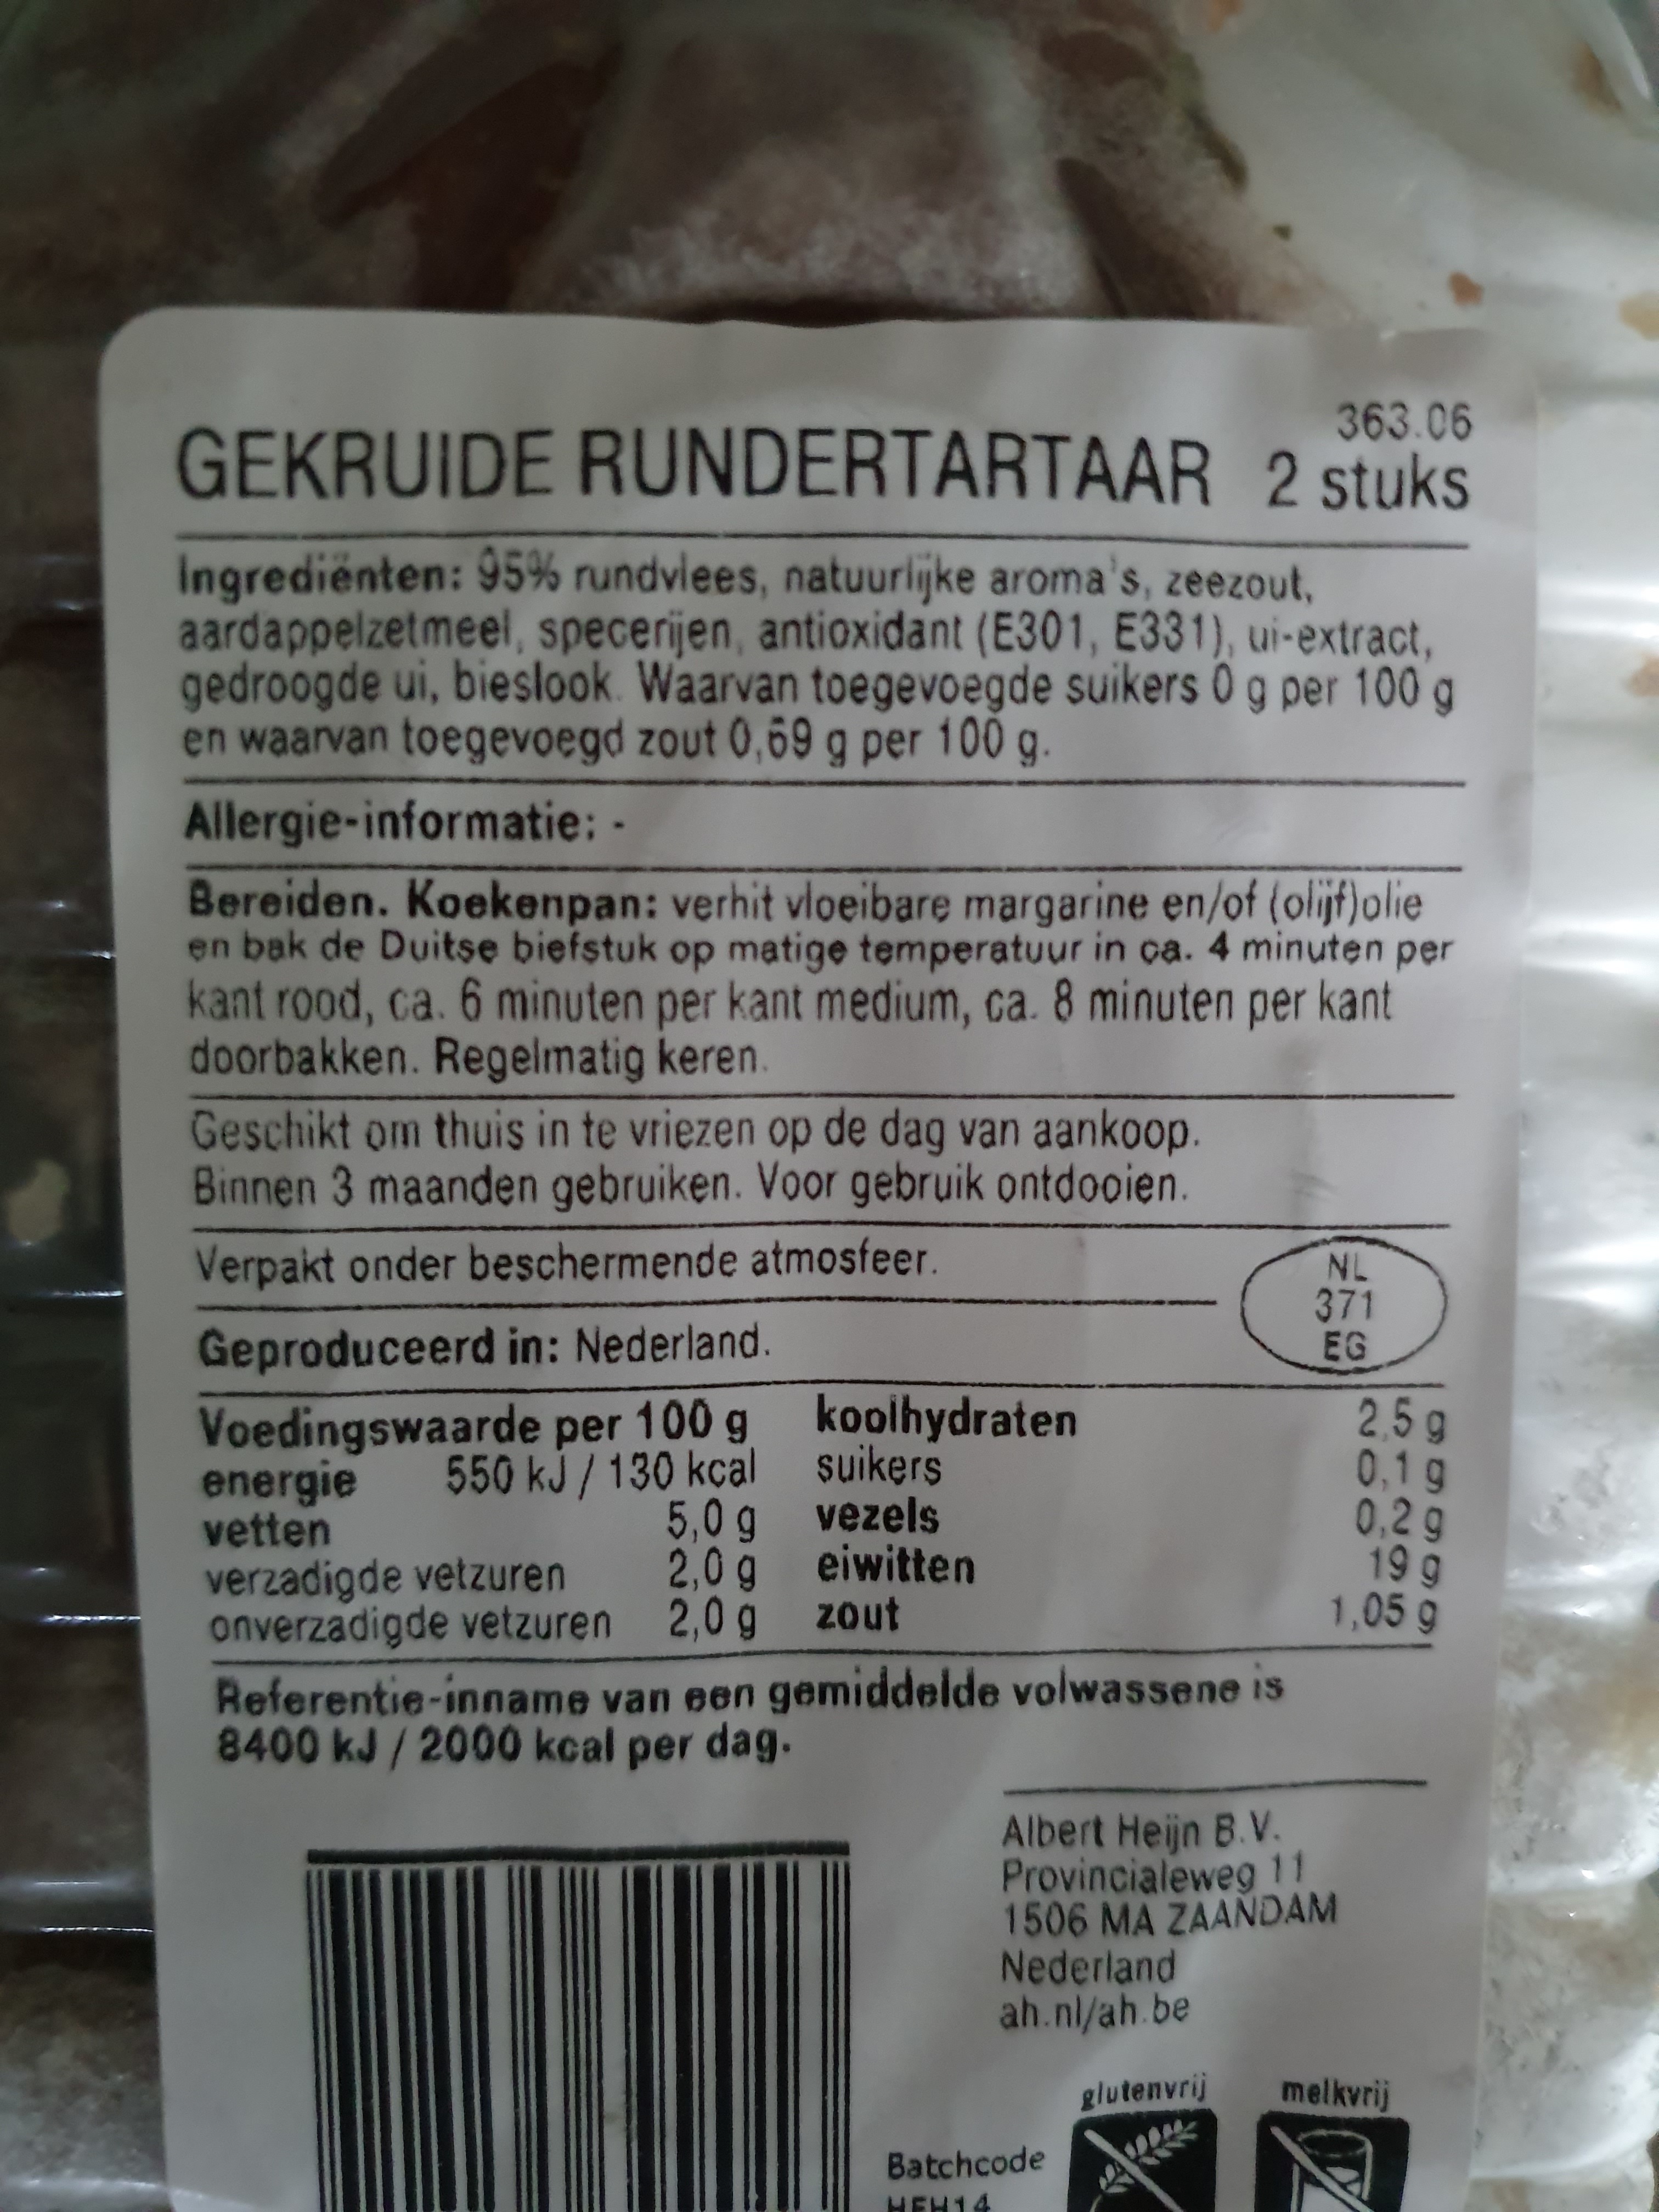 363.06
GEKRUIDE RUNDERTARTAAR 2 stuks
Ingrediënten: 95% rundvlees, natuurlijke aroma's, zeezout,
aardappelzetmeel, specerijen, antioxidant (E301, E331), ui-extract,
gedroogde ui, bieslook. Waarvan toegevoegde suikers 0 g per 100 g
en waarvan toegevoegd zout 0,69 g per 100 g.
Allergie-informatie: -
Bereiden. Koekenpan: verhit vloeibare margarine en/of (olijf)olie
en bak de Duitse biefstuk op matige temperatuur in ca. 4 minuten per
kant rood, ca. 6 minuten per kant medium, ca. 8 minuten per kant
doorbakken. Regelmatig keren.
Geschikt om thuis in te vriezen op de dag van aankoop.
Binnen 3 maanden gebruiken. Voor gebruik ontdooien.
Verpakt onder beschermende atmosfeer.
NL
371
EG
Geproduceerd in: Nederland.
Voedingswaarde per 100 g koolhydraten 2,5 g
energie 550 kJ / 130 kcal suikers 0,1 g
vetten 5,0 g vezels 0,2 g
verzadigde vetzuren 2,0 g eiwitten 19 g
onverzadigde vetzuren 2,0 g zout 1,05 g
Referentie-inname van een gemiddelde volwassene is
8400 kJ / 2000 kcal per dag.
Albert Heijn B.V.
Provincialeweg 11
1506 MA ZAANDAM
Nederland
ah.nl/ah.be
glutenvrij melkvrij
Batchcode
HEH14